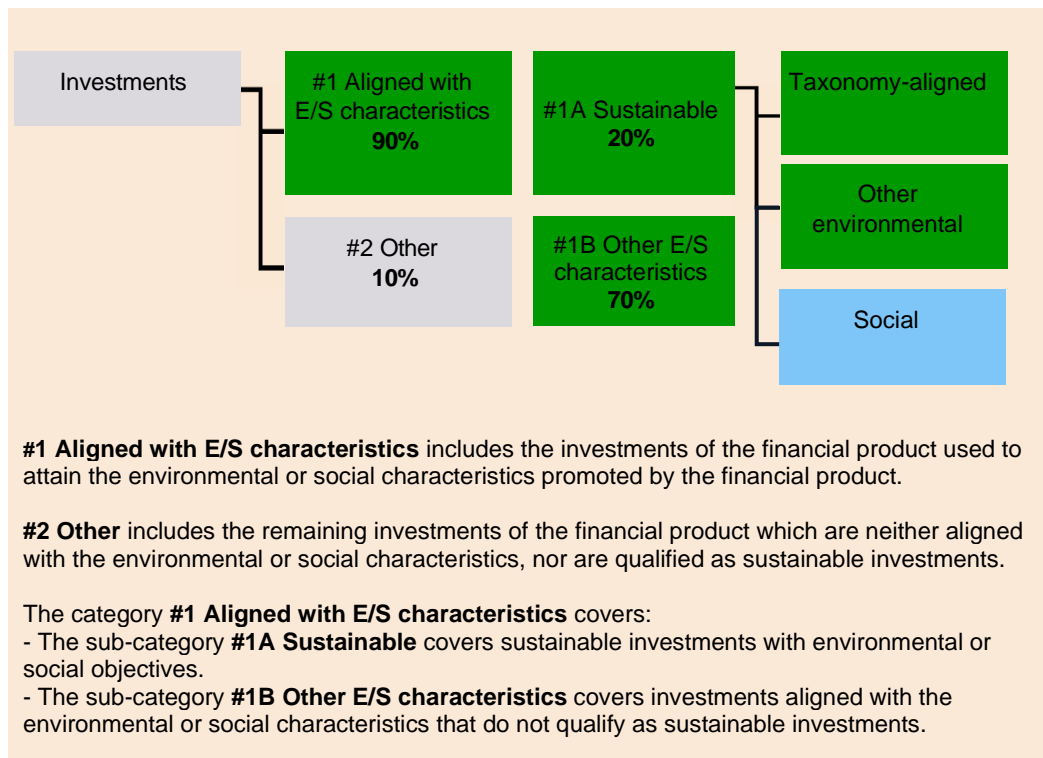 Investments
#1 Aligned with
E/S characteristics
90%
#2 Other
10%
#1A Sustainable
20%
#1B Other E/S
characteristics
70%
Taxonomy-aligned
Other
environmental
Social
#1 Aligned with E/S characteristics includes the investments of the financial product used to
attain the environmental or social characteristics promoted by the financial product.
#2 Other includes the remaining investments of the financial product which are neither aligned
with the environmental or social characteristics, nor are qualified as sustainable investments.
The category #1 Aligned with E/S characteristics covers:
- The sub-category #1A Sustainable covers sustainable investments with environmental or
social objectives.
- The sub-category #1B Other E/S characteristics covers investments aligned with the
environmental or social characteristics that do not qualify as sustainable investments.